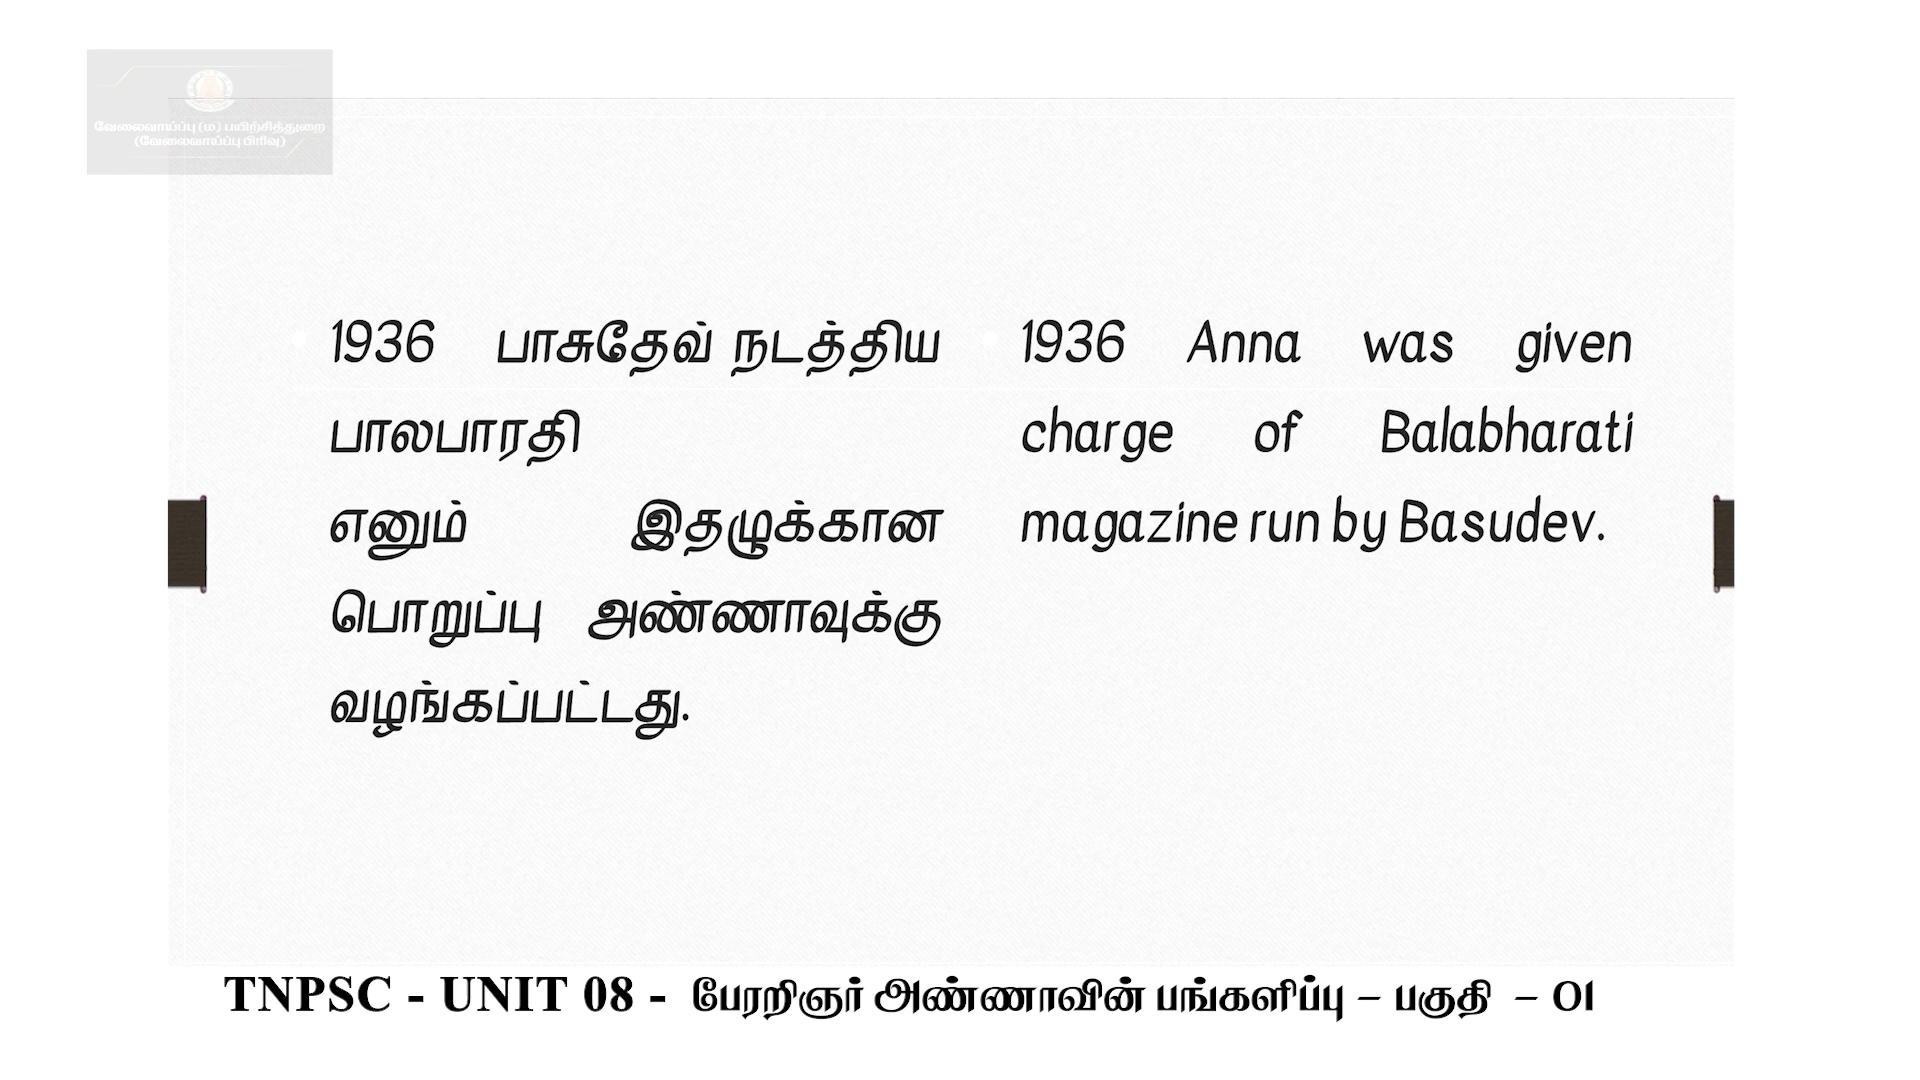 வேலைவாய்ப்பு (ம) பயிற்சித்துறை
(வேலைவாய்ப்பு பிரிவு)
1936 பாசுதேவ் நடத்திய
பாலபாரதி
எனும் இதழுக்கான
பொறுப்பு அண்ணாவுக்கு
வழங்கப்பட்டது.
1936 Anna was given
charge of Balabharati
magazine run by Basudev.
TNPSC - UNIT 08 - பேரறிஞர் அண்ணாவின் பங்களிப்பு – பகுதி – 01